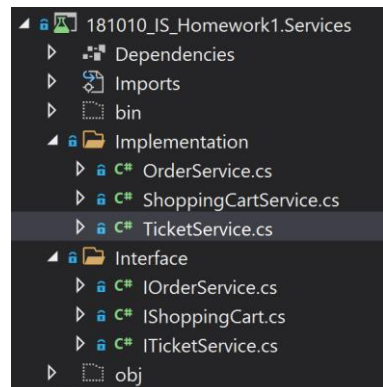 181010_IS_Homework1.Services
Dependencies
Imports
bin
Implementation
C# OrderService.cs
C# ShoppingCartService.cs
C# TicketService.cs
Interface
C# IOrderService.cs
C# IShoppingCart.cs
C# ITicketService.cs
obj